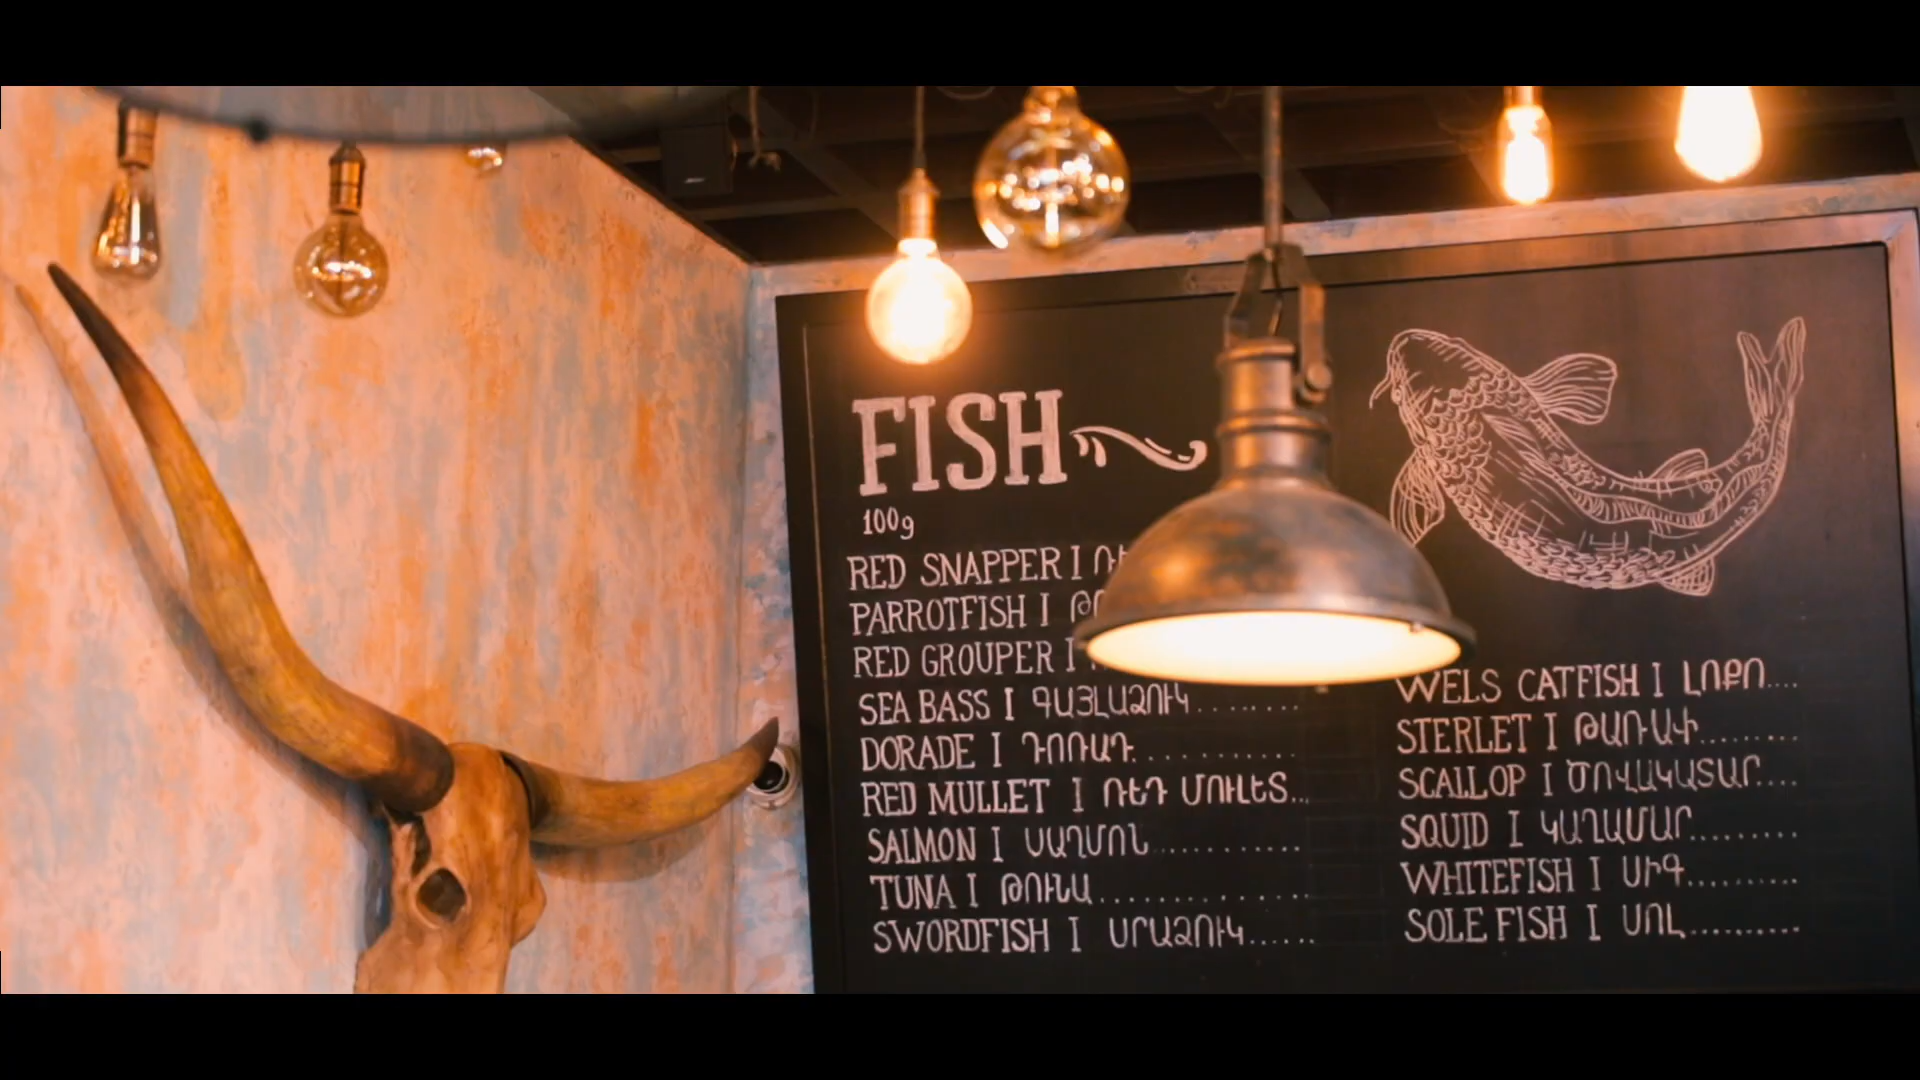 FISH
100g
RED SNAPPER I
PARROTFISH I
RED GROUPER I
SEA BASS I ԳԱՅԼԱՁՈՒԿ........
DORADE I ԴՈՌԱԴ............
RED MULLET I ՌԵԴ ՄՈՒԼԵՏ...
SALMON I ՍԱՂՄՈՆ............
TUNA I ԹՈՒՆԱ..............
SWORDFISH I ՍՐԱՁՈՒԿ......
WELS CATFISH I ԼՈՔՈ....
STERLET I ԹԱՌԱՓ.........
SCALLOP I ԾՈՎԱԿԱՏԱՐ....
SQUID I ԿԱՂԱՄԱՐ.........
WHITEFISH I ՍԻԳ..........
SOLE FISH I ՍՈԼ..........